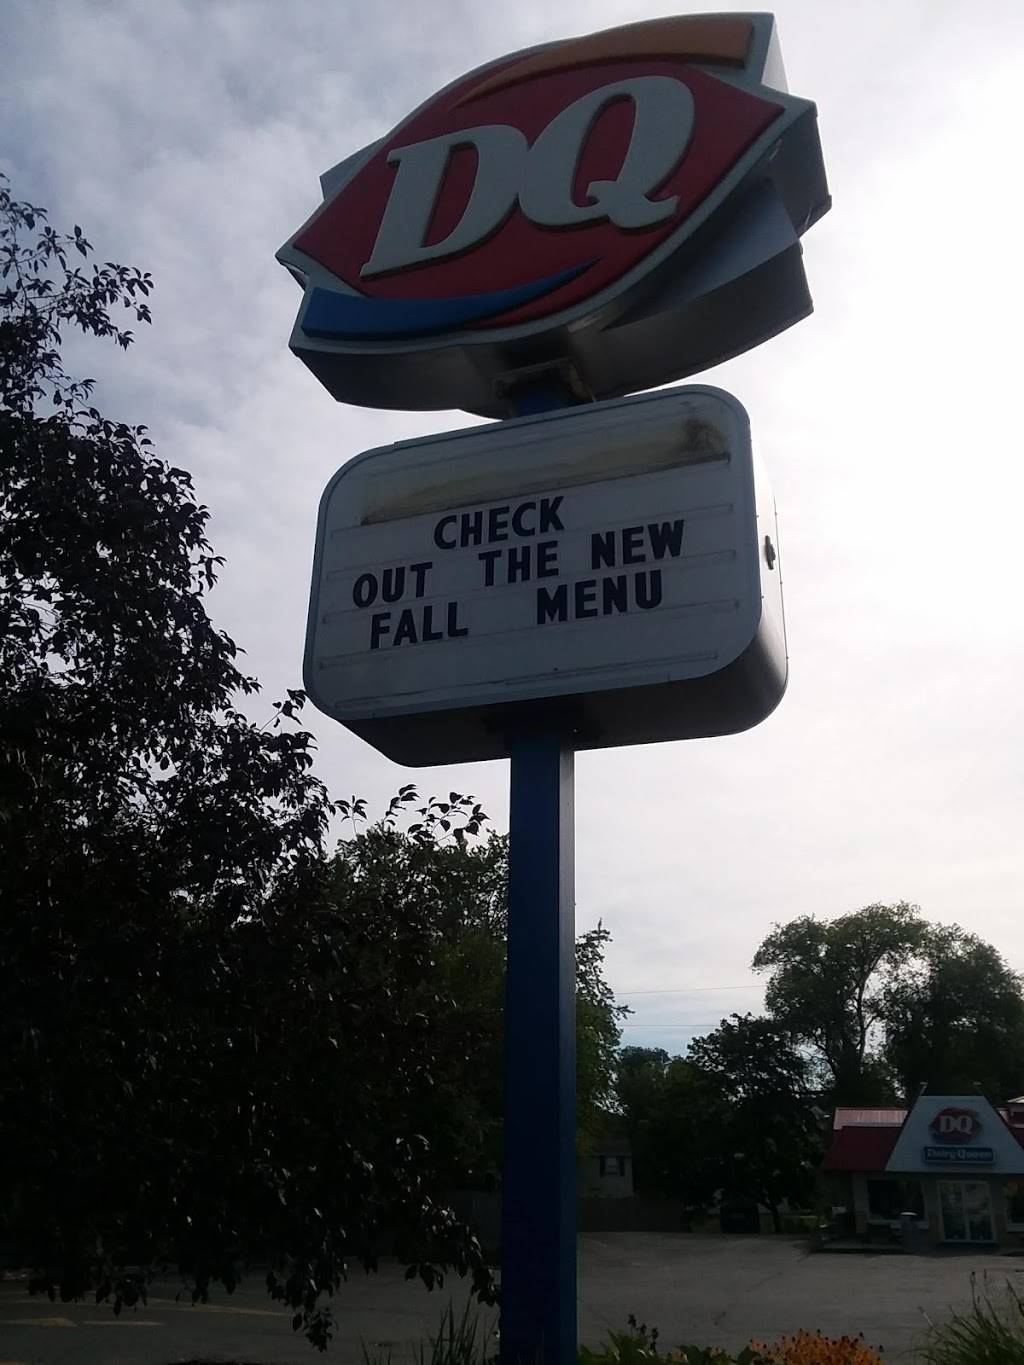 DQ
CHECK
OUT THE NEW
FALL MENU
DQ
Dairy Queen